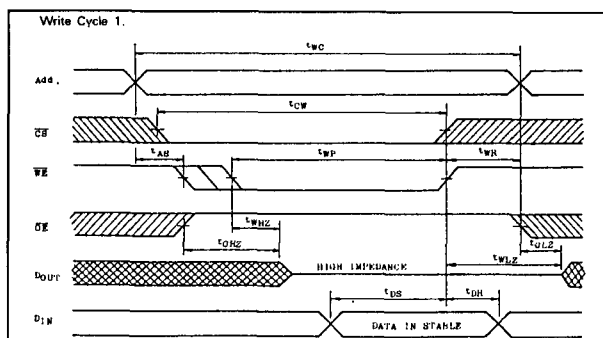 Write Cycle 1.
tWC
Add.
tCW
CS
tAS
tWP
tWR
WE
OE
tWHZ
tOLZ
tOHZ
tWLZ
DOUT
HIGH IMPEDANCE
tDS
tDH
DIN
DATA IN STABLE